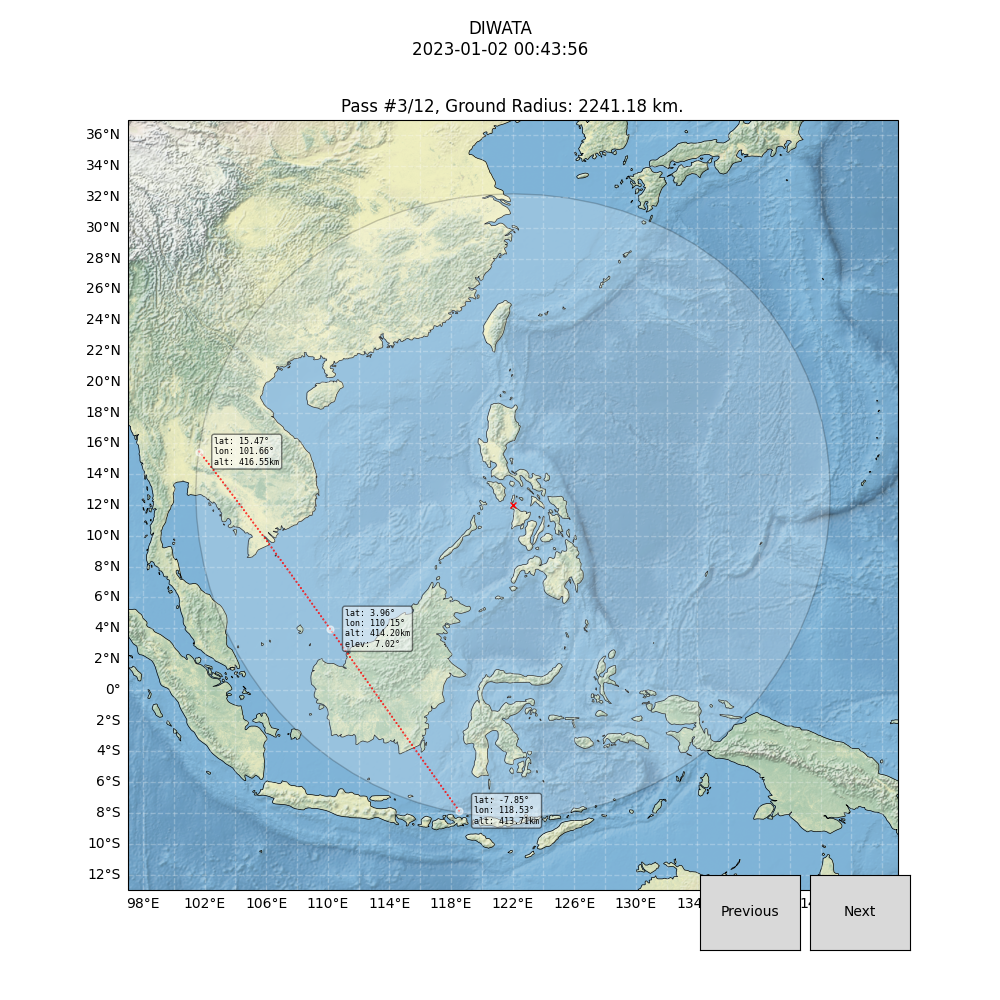 DIWATA
2023-01-02 00:43:56
Pass #3/12, Ground Radius: 2241.18 km.
36°N
34°N
32°N
30°N
28°N
26°N
24°N
22°N
20°N
18°N
16°N
14°N
12°N
10°N
8°N
6°N
4°N
2°N
0°
2°S
4°S
6°S
8°S
10°S
12°S
lat: 15.47°
lon: 101.66°
alt: 416.55km
lat: 3.96°
lon: 110.15°
alt: 414.20km
elev: 7.02°
lat: -7.85°
lon: 118.53°
alt: 413.71km
98°E 102°E 106°E 110°E 114°E 118°E 122°E 126°E 130°E
Previous Next